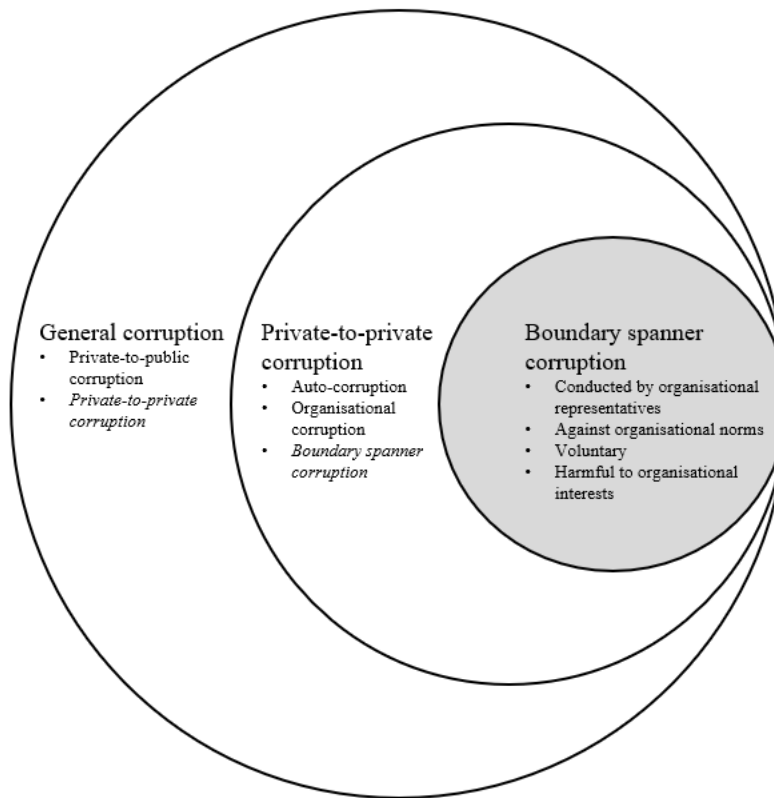 General corruption
• Private-to-public
corruption
• Private-to-private
corruption
Private-to-private
corruption
• Auto-corruption
• Organisational
corruption
• Boundary spanner
corruption
Boundary spanner
corruption
• Conducted by organisational
representatives
• Against organisational norms
• Voluntary
• Harmful to organisational
interests